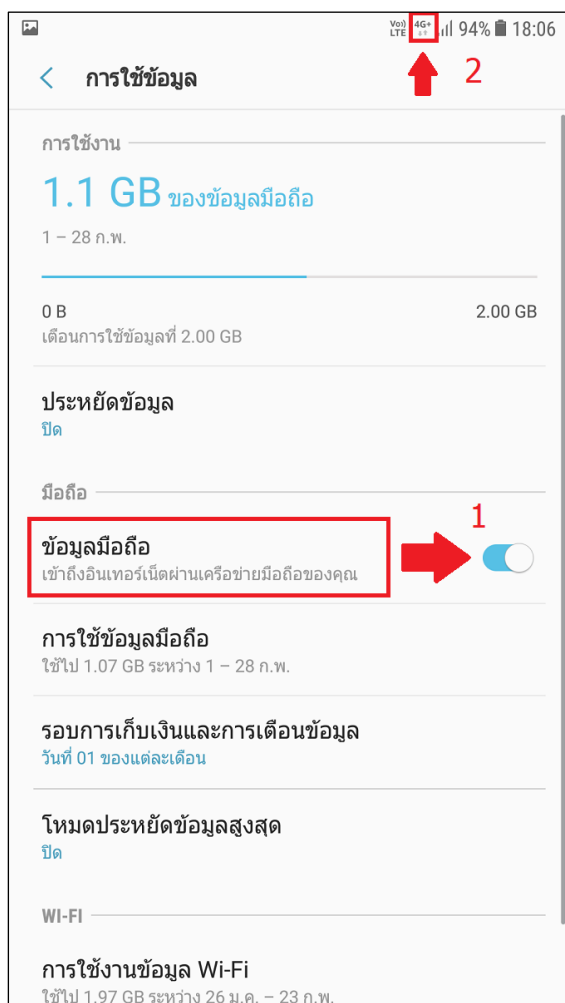 Vo)) LTE 4G+ 94% 18:06
2
การใช้ข้อมูล
การใช้งาน
1.1 GB ของข้อมูลมือถือ
1 – 28 ก.พ.
0 B 2.00 GB
เตือนการใช้ข้อมูลที่ 2.00 GB
ประหยัดข้อมูล
ปิด
มือถือ
1
ข้อมูลมือถือ
เข้าถึงอินเทอร์เน็ตผ่านเครือข่ายมือถือของคุณ
การใช้ข้อมูลมือถือ
ใช้ไป 1.07 GB ระหว่าง 1 – 28 ก.พ.
รอบการเก็บเงินและการเตือนข้อมูล
วันที่ 01 ของแต่ละเดือน
โหมดประหยัดข้อมูลสูงสุด
ปิด
WI-FI
การใช้งานข้อมูล Wi-Fi
ใช้ไป 1.97 GB ระหว่าง 26 ม.ค. – 23 ก.พ.